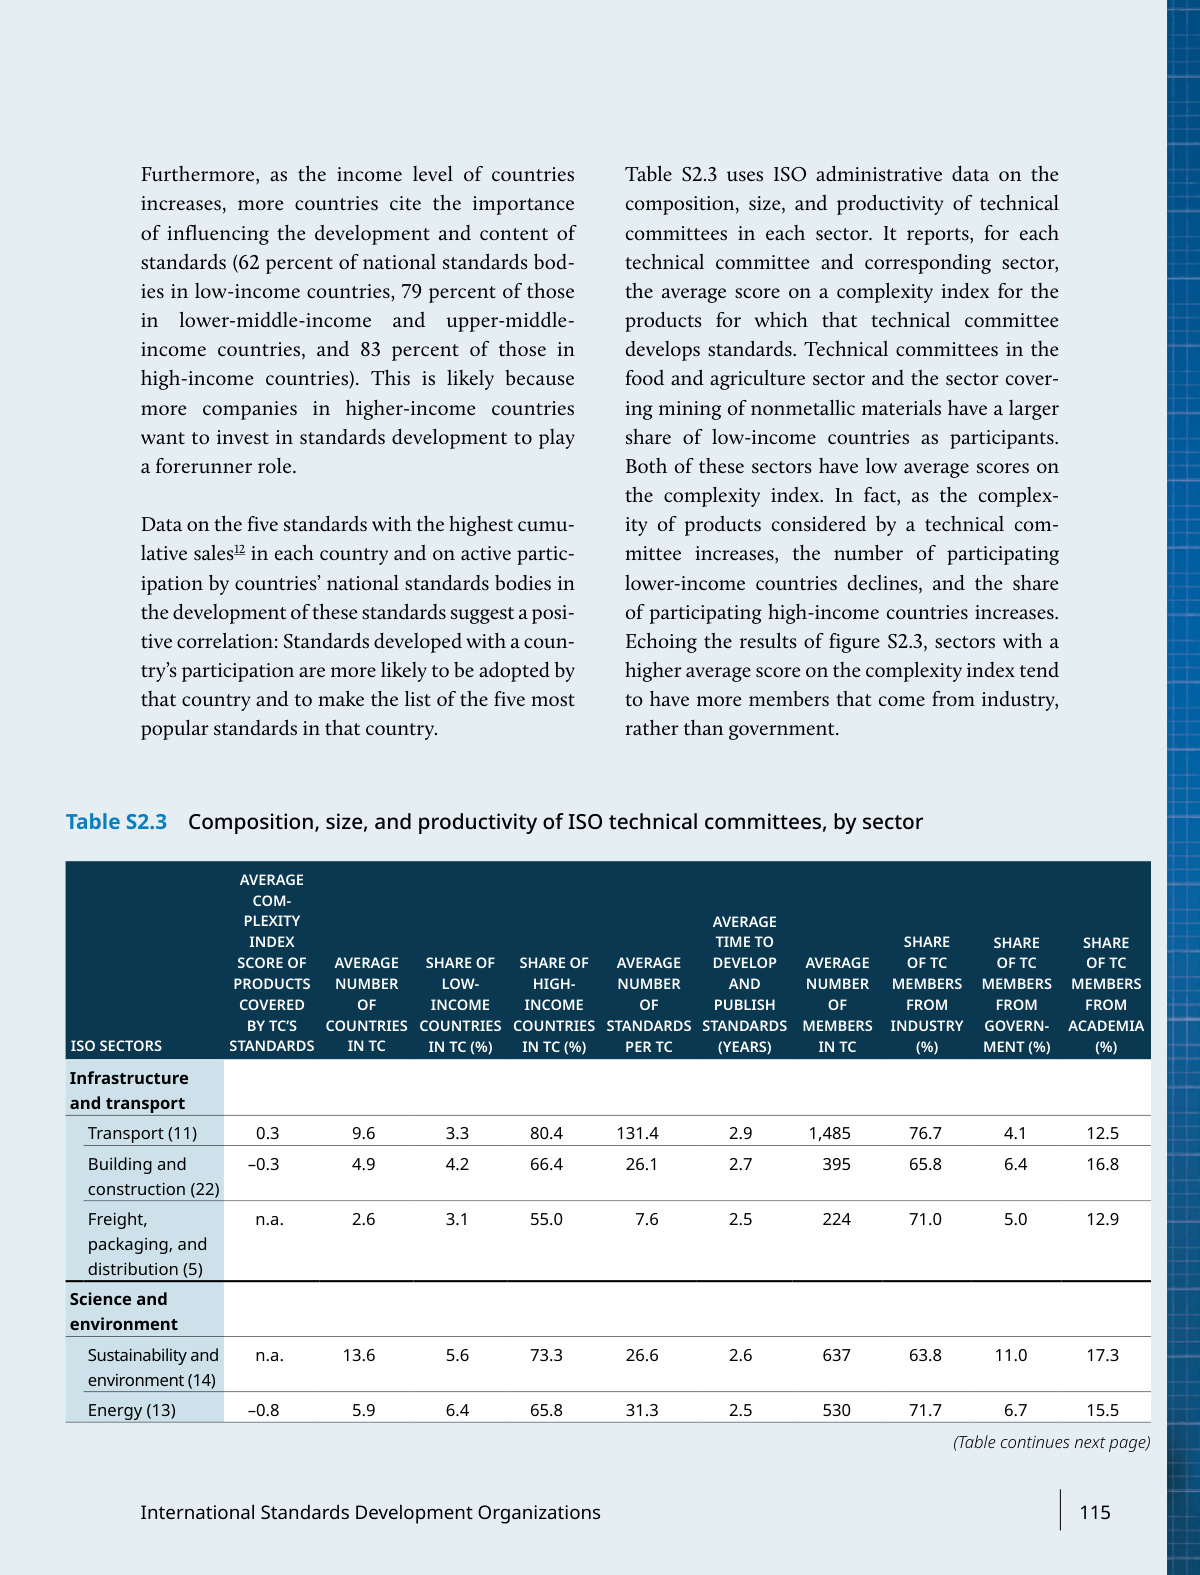 Furthermore, as the income level of countries
increases, more countries cite the importance
of influencing the development and content of
standards (62 percent of national standards bod-
ies in low-income countries, 79 percent of those
in lower-middle-income and upper-middle-
income countries, and 83 percent of those in
high-income countries). This is likely because
more companies in higher-income countries
want to invest in standards development to play
a forerunner role.
Data on the five standards with the highest cumu-
lative sales12 in each country and on active partic-
ipation by countries’ national standards bodies in
the development of these standards suggest a posi-
tive correlation: Standards developed with a coun-
try’s participation are more likely to be adopted by
that country and to make the list of the five most
popular standards in that country.
Table S2.3 uses ISO administrative data on the
composition, size, and productivity of technical
committees in each sector. It reports, for each
technical committee and corresponding sector,
the average score on a complexity index for the
products for which that technical committee
develops standards. Technical committees in the
food and agriculture sector and the sector cover-
ing mining of nonmetallic materials have a larger
share of low-income countries as participants.
Both of these sectors have low average scores on
the complexity index. In fact, as the complex-
ity of products considered by a technical com-
mittee increases, the number of participating
lower-income countries declines, and the share
of participating high-income countries increases.
Echoing the results of figure S2.3, sectors with a
higher average score on the complexity index tend
to have more members that come from industry,
rather than government.
Table S2.3 Composition, size, and productivity of ISO technical committees, by sector
ISO SECTORS
AVERAGE
COM-
PLEXITY
INDEX
SCORE OF
PRODUCTS
COVERED
BY TC’S
STANDARDS
AVERAGE
NUMBER
OF
COUNTRIES
IN TC
SHARE OF
LOW-
INCOME
COUNTRIES
IN TC (%)
SHARE OF
HIGH-
INCOME
COUNTRIES
IN TC (%)
AVERAGE
NUMBER
OF
STANDARDS
PER TC
AVERAGE
TIME TO
DEVELOP
AND
PUBLISH
STANDARDS
(YEARS)
AVERAGE
NUMBER
OF
MEMBERS
IN TC
SHARE
OF TC
MEMBERS
FROM
INDUSTRY
(%)
SHARE
OF TC
MEMBERS
FROM
GOVERN-
MENT (%)
SHARE
OF TC
MEMBERS
FROM
ACADEMIA
(%)
Infrastructure
and transport
Transport (11) 0.3 9.6 3.3 80.4 131.4 2.9 1,485 76.7 4.1 12.5
Building and –0.3 4.9 4.2 66.4 26.1 2.7 395 65.8 6.4 16.8
construction (22)
Freight, n.a. 2.6 3.1 55.0 7.6 2.5 224 71.0 5.0 12.9
packaging, and
distribution (5)
Science and
environment
Sustainability and n.a. 13.6 5.6 73.3 26.6 2.6 637 63.8 11.0 17.3
environment (14)
Energy (13) –0.8 5.9 6.4 65.8 31.3 2.5 530 71.7 6.7 15.5
(Table continues next page)
International Standards Development Organizations 115